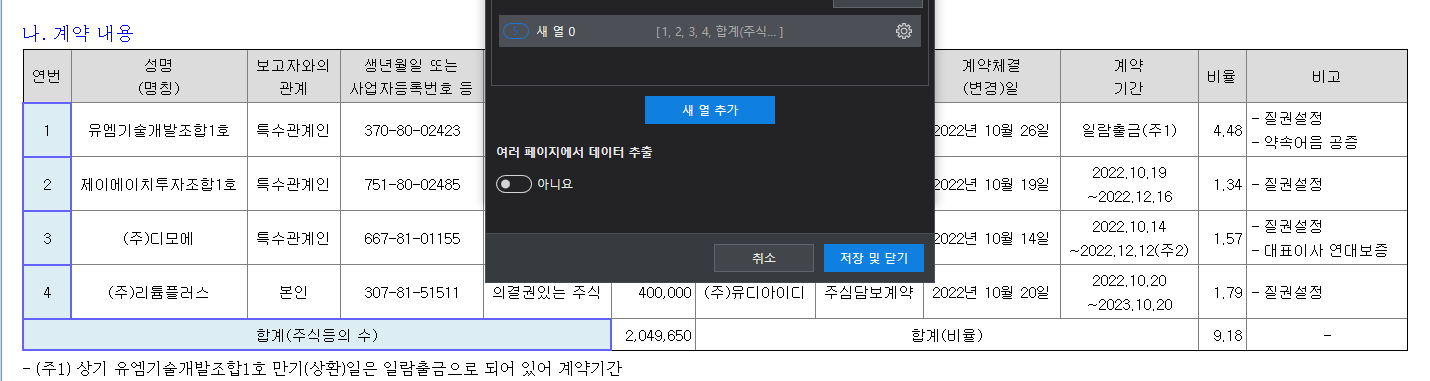 나. 계약 내용
연번
성명
(명칭)
보고자와의
관계
생년월일 또는
사업자등록번호 등
계약체결
(변경)일
계약
기간
비율
비고
1
유엠기술개발조합1호
특수관계인
370-80-02423
2022년 10월 26일
일람출금(주1)
4.48
- 질권설정
- 약속어음 공증
2
제이에이치투자조합1호
특수관계인
751-80-02485
2022년 10월 19일
2022.10.19
~2022.12.16
1.34
- 질권설정
3
(주)디모에
특수관계인
667-81-01155
2022년 10월 14일
2022.10.14
~2022.12.12(주2)
1.57
- 질권설정
- 대표이사 연대보증
4
(주)리튬플러스
본인
307-81-51511
의결권있는 주식
400,000
(주)유디아이디
주식담보계약
2022년 10월 20일
2022.10.20
~2023.10.20
1.79
- 질권설정
합계(주식등의 수)
2,049,650
합계(비율)
9.18
-
- (주1) 상기 유엠기술개발조합1호 만기(상환)일은 일람출금으로 되어 있어 계약기간
새 열 0
[1, 2, 3, 4, 합계(주식... ]
새 열 추가
여러 페이지에서 데이터 추출
아니요
취소
저장 및 닫기